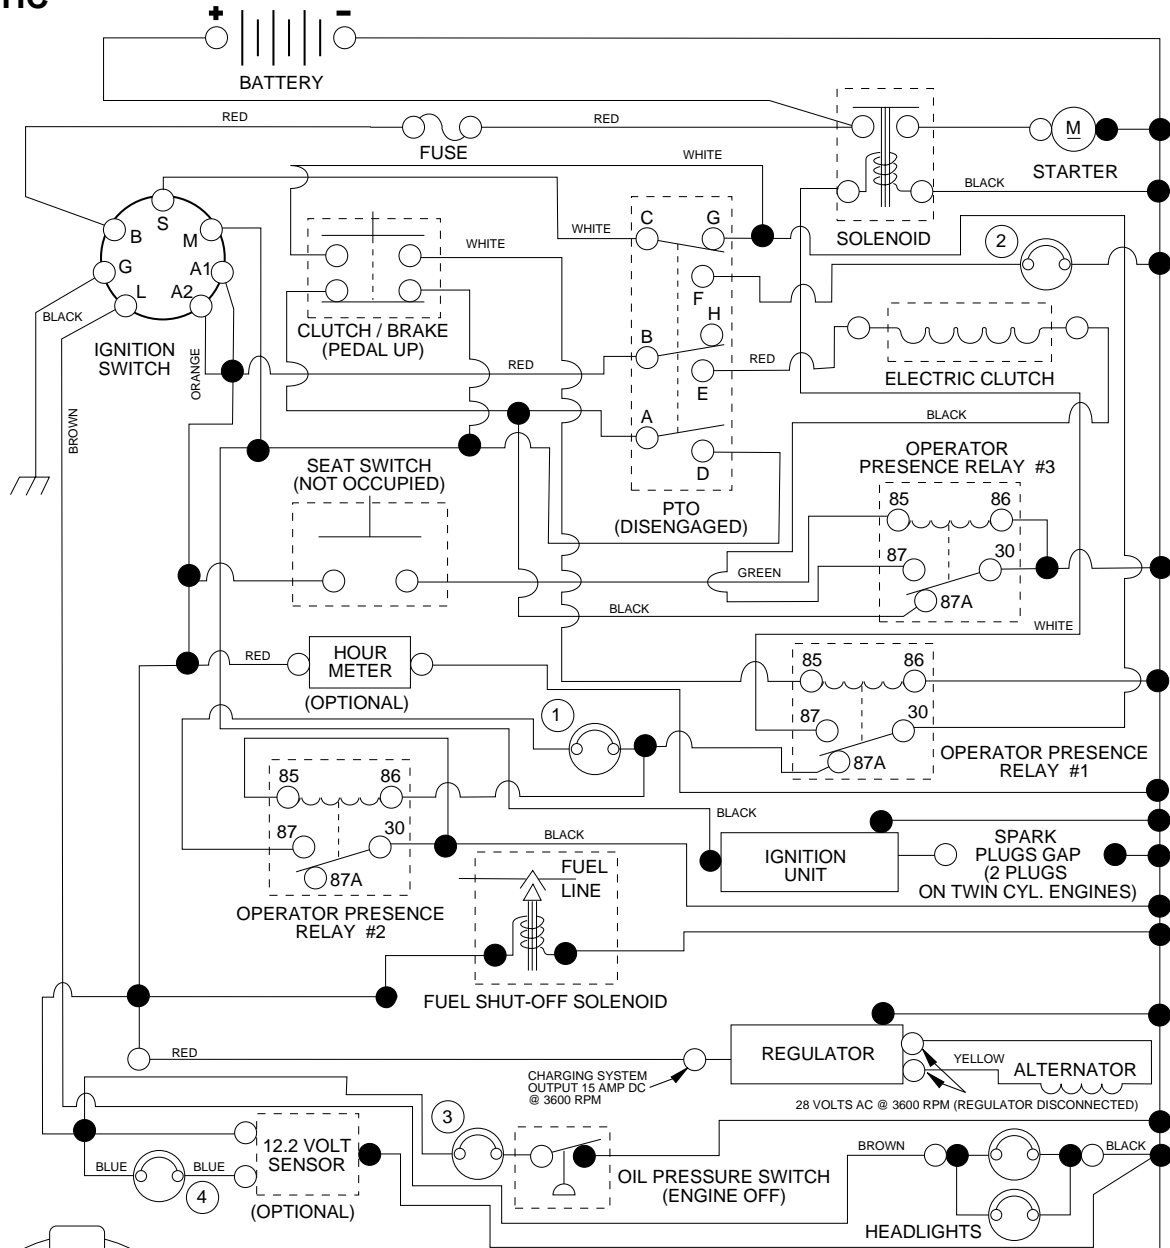 + -
BATTERY
RED
FUSE
RED
M
STARTER
WHITE
BLACK
SOLENOID
S
B
M
G
A1
L
A2
BLACK
IGNITION
SWITCH
ORANGE
BROWN
WHITE
CLUTCH / BRAKE
(PEDAL UP)
WHITE
C
G
F
H
B
E
A
D
PTO
(DISENGAGED)
RED
RED
2
ELECTRIC CLUTCH
BLACK
OPERATOR
PRESENCE RELAY #3
85
86
87
30
87A
SEAT SWITCH
(NOT OCCUPIED)
GREEN
BLACK
WHITE
RED
HOUR
METER
(OPTIONAL)
1
85
86
87
30
87A
OPERATOR PRESENCE
RELAY #1
85
86
87
30
87A
OPERATOR PRESENCE
RELAY #2
BLACK
BLACK
IGNITION
UNIT
SPARK
PLUGS GAP
(2 PLUGS
ON TWIN CYL. ENGINES)
FUEL
LINE
FUEL SHUT-OFF SOLENOID
RED
CHARGING SYSTEM
OUTPUT 15 AMP DC
@ 3600 RPM
REGULATOR
YELLOW
ALTERNATOR
28 VOLTS AC @ 3600 RPM (REGULATOR DISCONNECTED)
BLUE
BLUE
4
12.2 VOLT
SENSOR
(OPTIONAL)
3
OIL PRESSURE SWITCH
(ENGINE OFF)
BROWN
BLACK
HEADLIGHTS